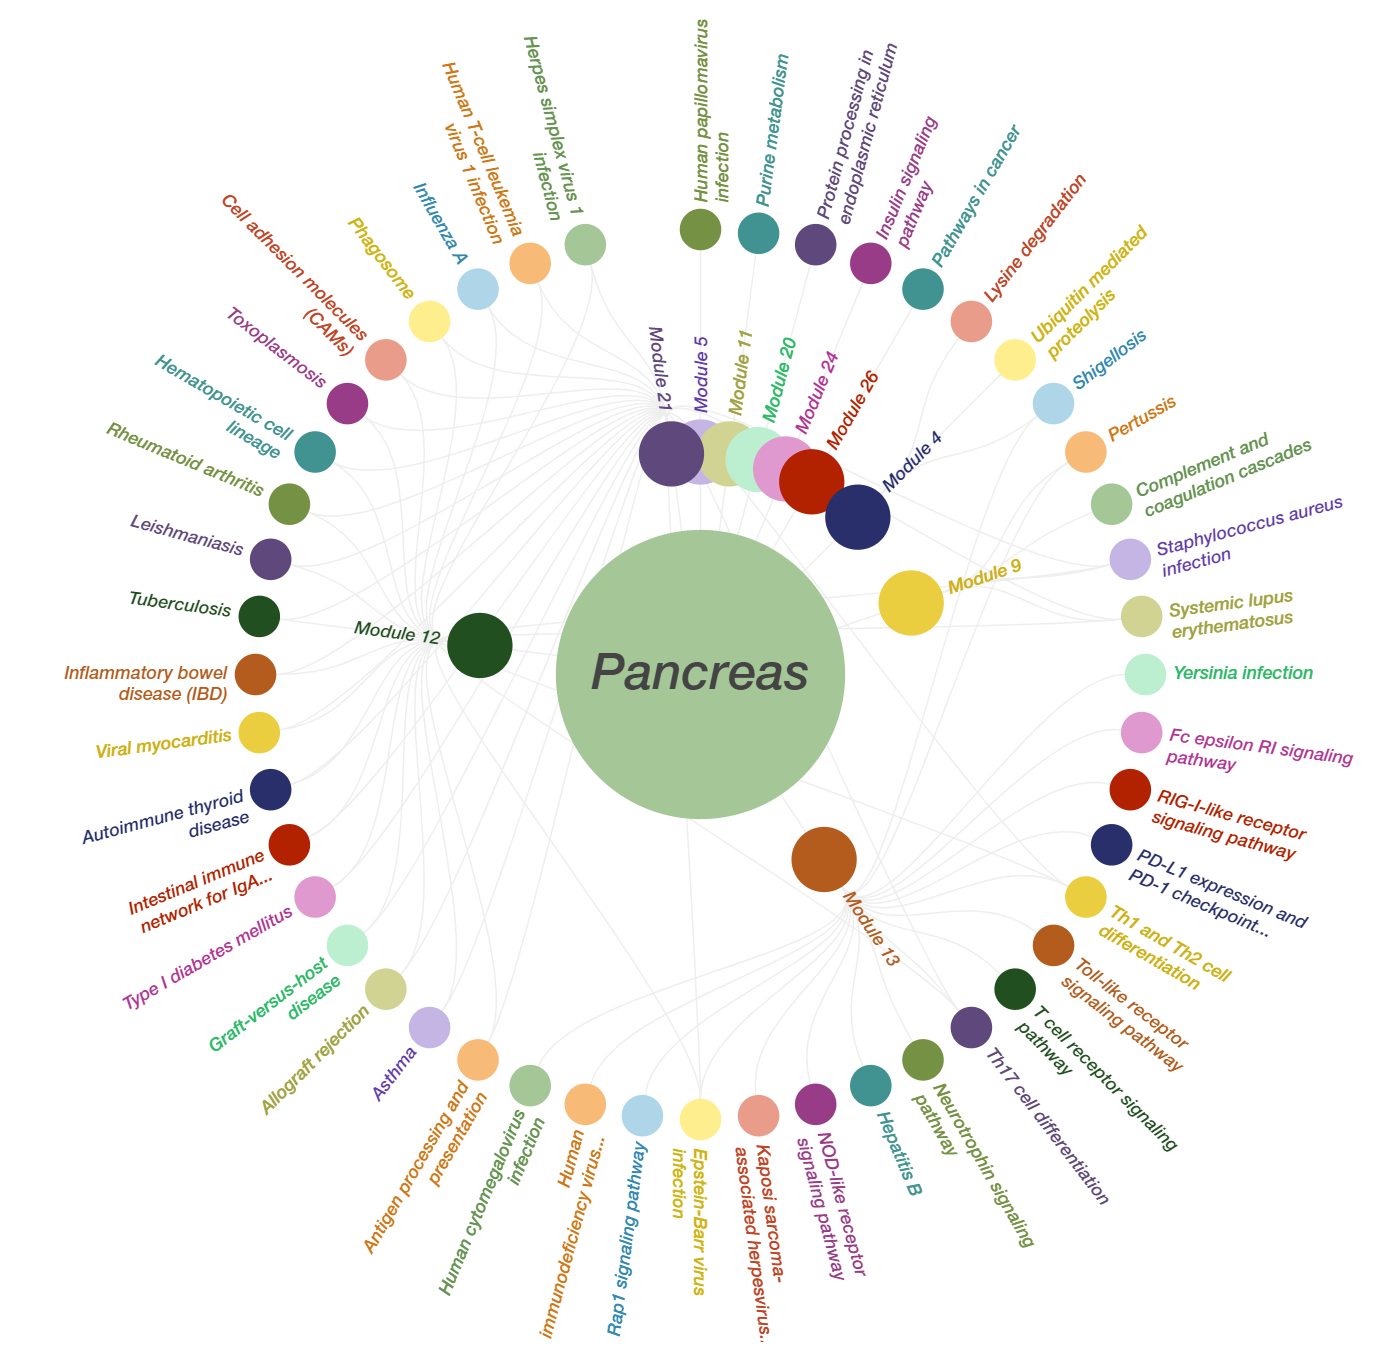 Human papillomavirus
infection
Purine metabolism
Protein processing in
endoplasmic reticulum
Insulin signaling
pathway
Pathways in cancer
Lysine degradation
Ubiquitin mediated
proteolysis
Shigellosis
Pertussis
Complement and
coagulation cascades
Staphylococcus aureus
infection
Systemic lupus
erythematosus
Yersinia infection
Fc epsilon RI signaling
pathway
RIG-I-like receptor
signaling pathway
PD-L1 expression and
PD-1 checkpoint...
Th1 and Th2 cell
differentiation
Toll-like receptor
signaling pathway
T cell receptor signaling
pathway
Th17 cell differentiation
Neurotrophin signaling
pathway
Hepatitis B
NOD-like receptor
signaling pathway
Kaposi sarcoma-
associated herpesvirus...
Epstein-Barr virus
infection
Rap1 signaling pathway
Human
immunodeficiency virus...
Human cytomegalovirus
infection
Antigen processing and
presentation
Asthma
Allograft rejection
Graft-versus-host
disease
Type I diabetes mellitus
Intestinal immune
network for IgA...
Autoimmune thyroid
disease
Viral myocarditis
Inflammatory bowel
disease (IBD)
Tuberculosis
Leishmaniasis
Rheumatoid arthritis
Hematopoietic cell
lineage
Toxoplasmosis
Cell adhesion molecules
(CAMs)
Phagosome
Influenza A
Human T-cell leukemia
virus 1 infection
Herpes simplex virus 1
infection
Module 21
Module 5
Module 11
Module 20
Module 24
Module 26
Module 4
Module 9
Module 13
Module 12
Pancreas